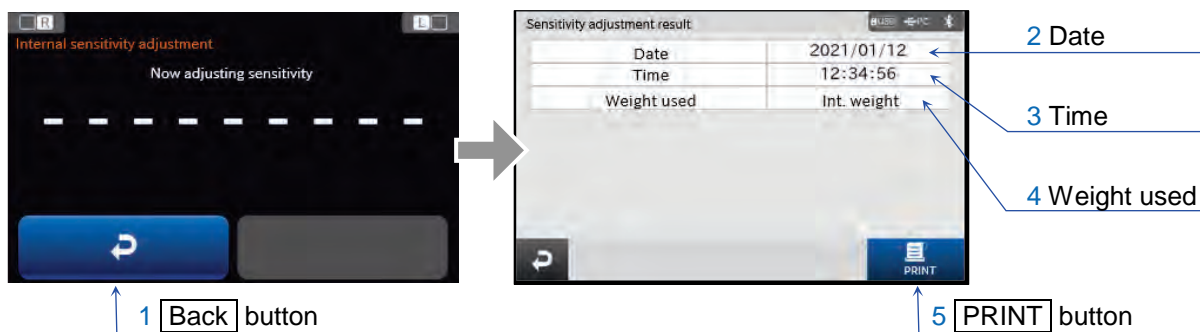 R L
Internal sensitivity adjustment
Now adjusting sensitivity
- - - - - - - - -
1 Back button
Sensitivity adjustment result
USB PC
Date 2021/01/12
Time 12:34:56
Weight used Int. weight
PRINT
2 Date
3 Time
4 Weight used
5 PRINT button